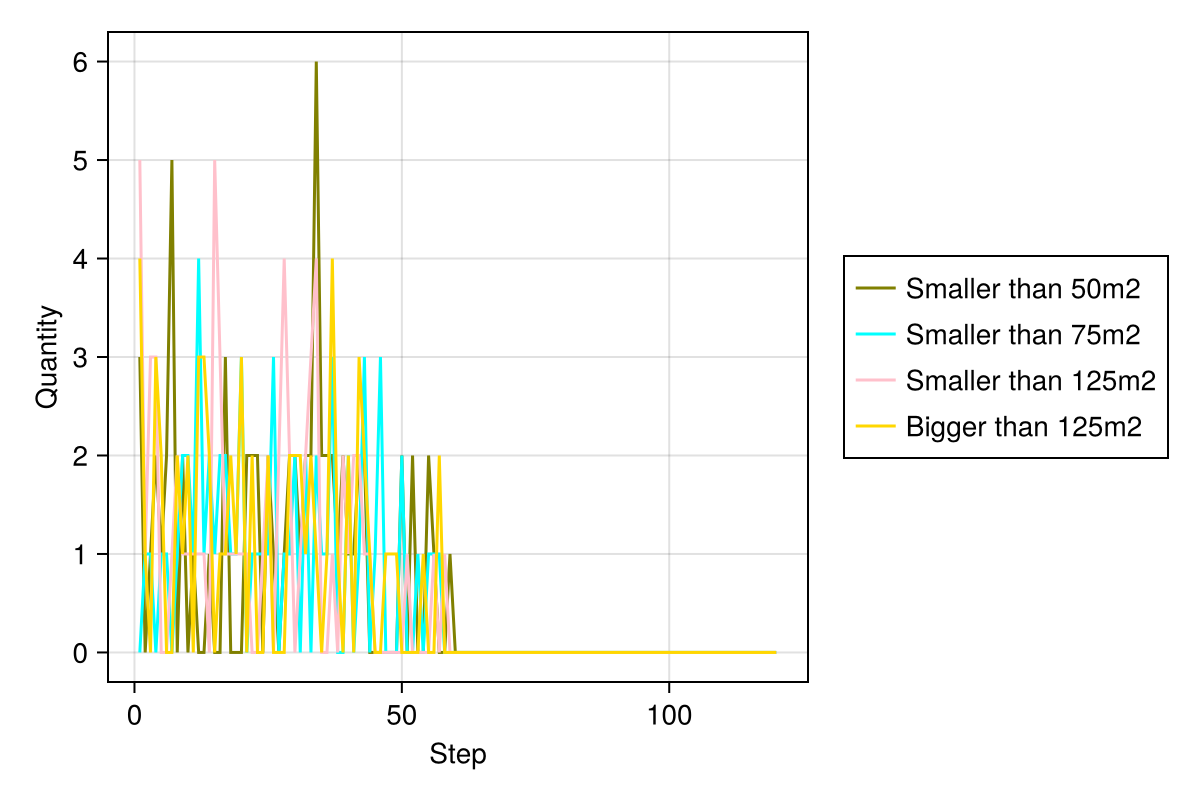 6
5
4
3
2
1
0
Quantity
0 50 100
Step
Smaller than 50m2
Smaller than 75m2
Smaller than 125m2
Bigger than 125m2